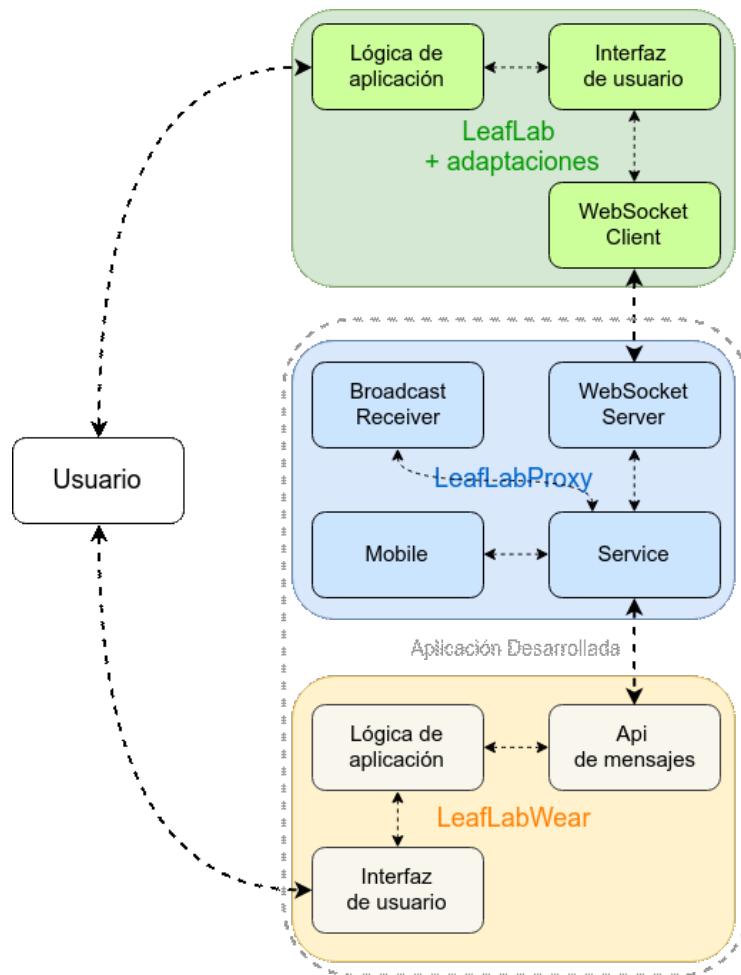 Lógica de
aplicación
Interfaz
de usuario
LeafLab
+ adaptaciones
WebSocket
Client
Broadcast
Receiver
WebSocket
Server
Usuario
LeafLabProxy
Mobile
Service
Aplicación Desarrollada
Lógica de
aplicación
Api
de mensajes
LeafLabWear
Interfaz
de usuario